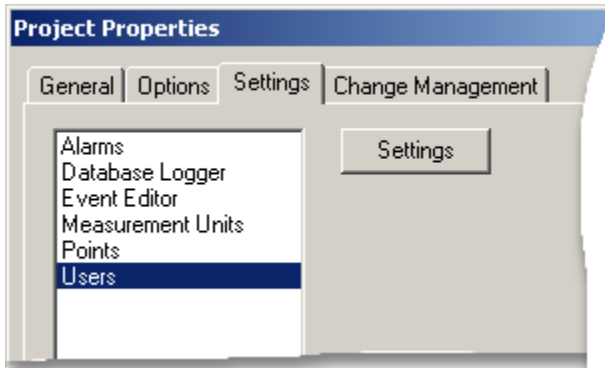 Project Properties
General Options Settings Change Management
Alarms
Settings
Database Logger
Event Editor
Measurement Units
Points
Users